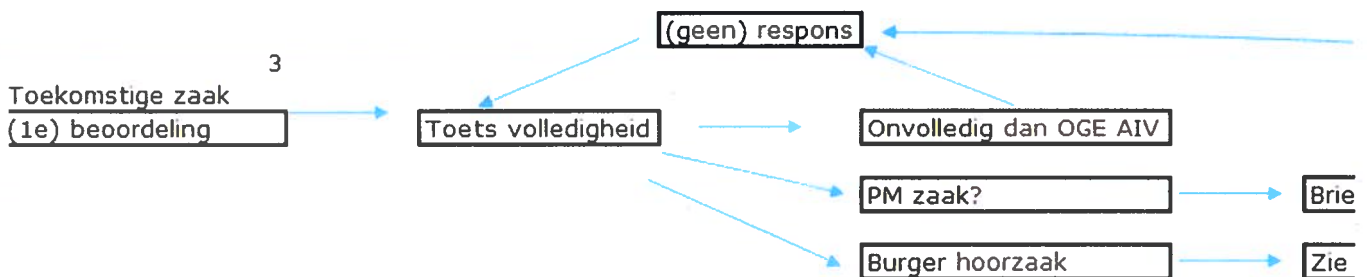 (geen) respons
3
Toekomstige zaak
(1e) beoordeling
Toets volledigheid
Onvolledig dan OGE AIV
PM zaak?
Brie
Burger hoorzaak
Zie